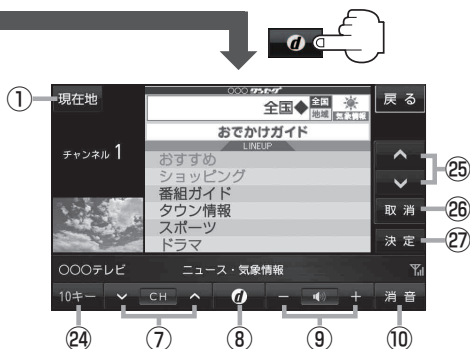 d
① 現在地
○○○ ワンセグ
全国◆ 全国 地域 気象情報
戻る
おでかけガイド
LINEUP
チャンネル 1
おすすめ
ショッピング
番組ガイド
タウン情報
スポーツ
ドラマ
㉕
取消 ㉖
決定 ㉗
○○○テレビ ニュース・気象情報
10キー CH d − + 消音
㉔ ⑦ ⑧ ⑨ ⑩